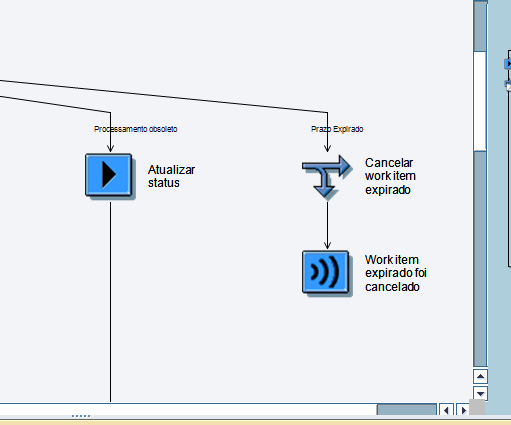 Processamento obsoleto
Prazo Expirado
Atualizar
status
Cancelar
work item
expirado
Work item
expirado foi
cancelado